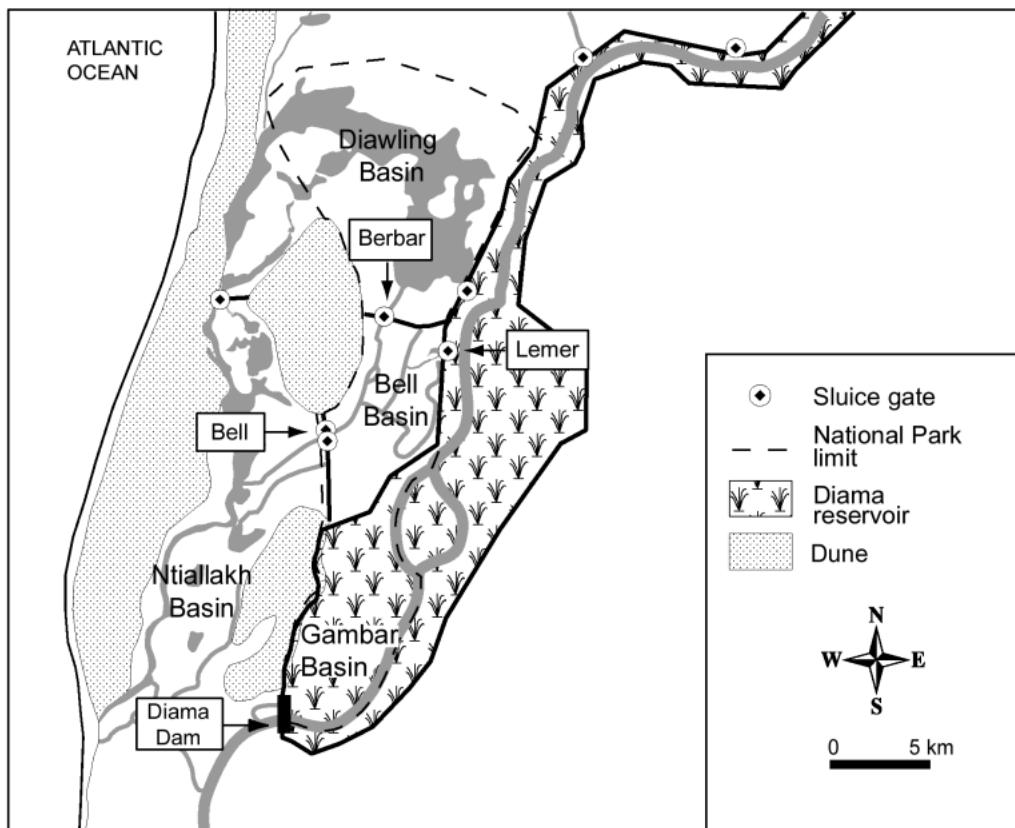 ATLANTIC
OCEAN
Diawling
Basin
Berbar
Lemer
Bell
Basin
Bell
Ntiallakh
Basin
Gambar
Basin
Diama
Dam
Sluice gate
National Park
limit
Diama
reservoir
Dune
N
W E
S
0 5 km